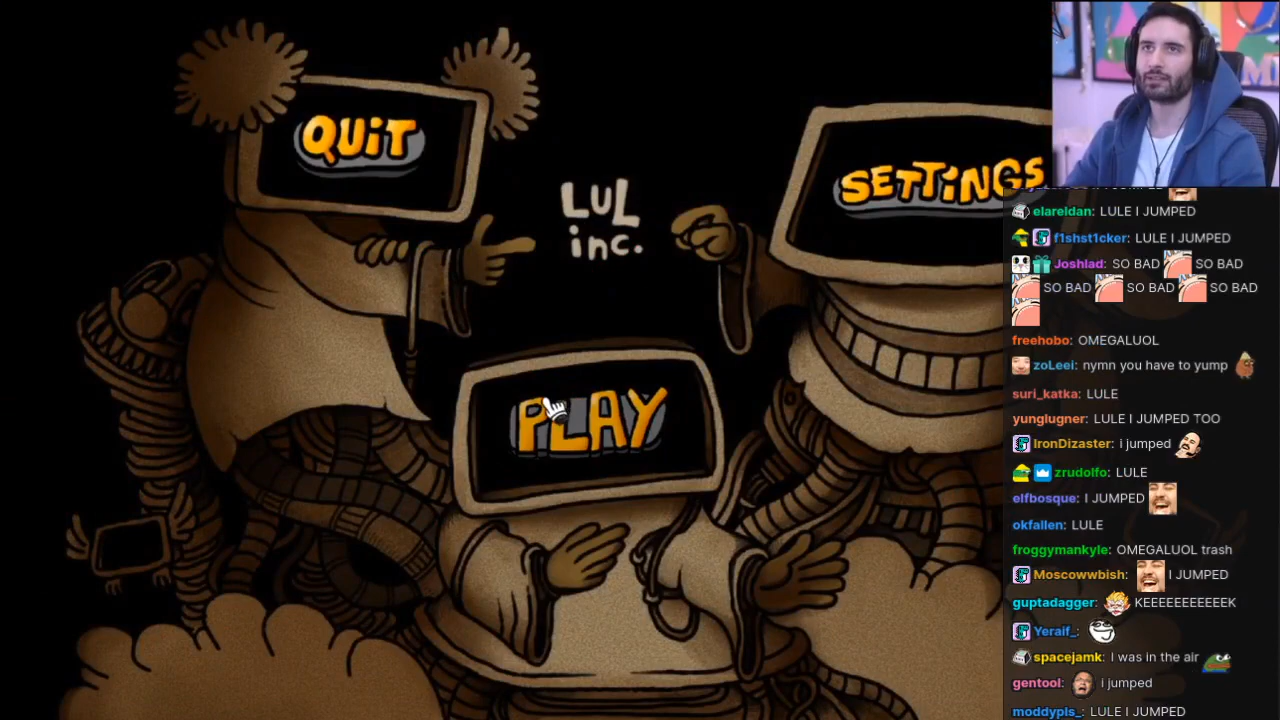 QUiT
LUL
inc.
SETTiNGS
PLAY
elareldan: LULE I JUMPED
f1shst1cker: LULE I JUMPED
Joshlad: SO BAD SO BAD
SO BAD SO BAD SO BAD
freehobo: OMEGALUOL
zoLeei: nymn you have to yump
suri_katka: LULE
yunglugner: LULE I JUMPED TOO
IronDizaster: i jumped
zrudolfo: LULE
elfbosque: I JUMPED
okfallen: LULE
froggymankyle: OMEGALUOL trash
Moscowwbish: I JUMPED
guptadagger: KEEEEEEEEEEEK
Yeraif_:
spacejamk: I was in the air
gentool: i jumped
moddypls_: LULE I JUMPED